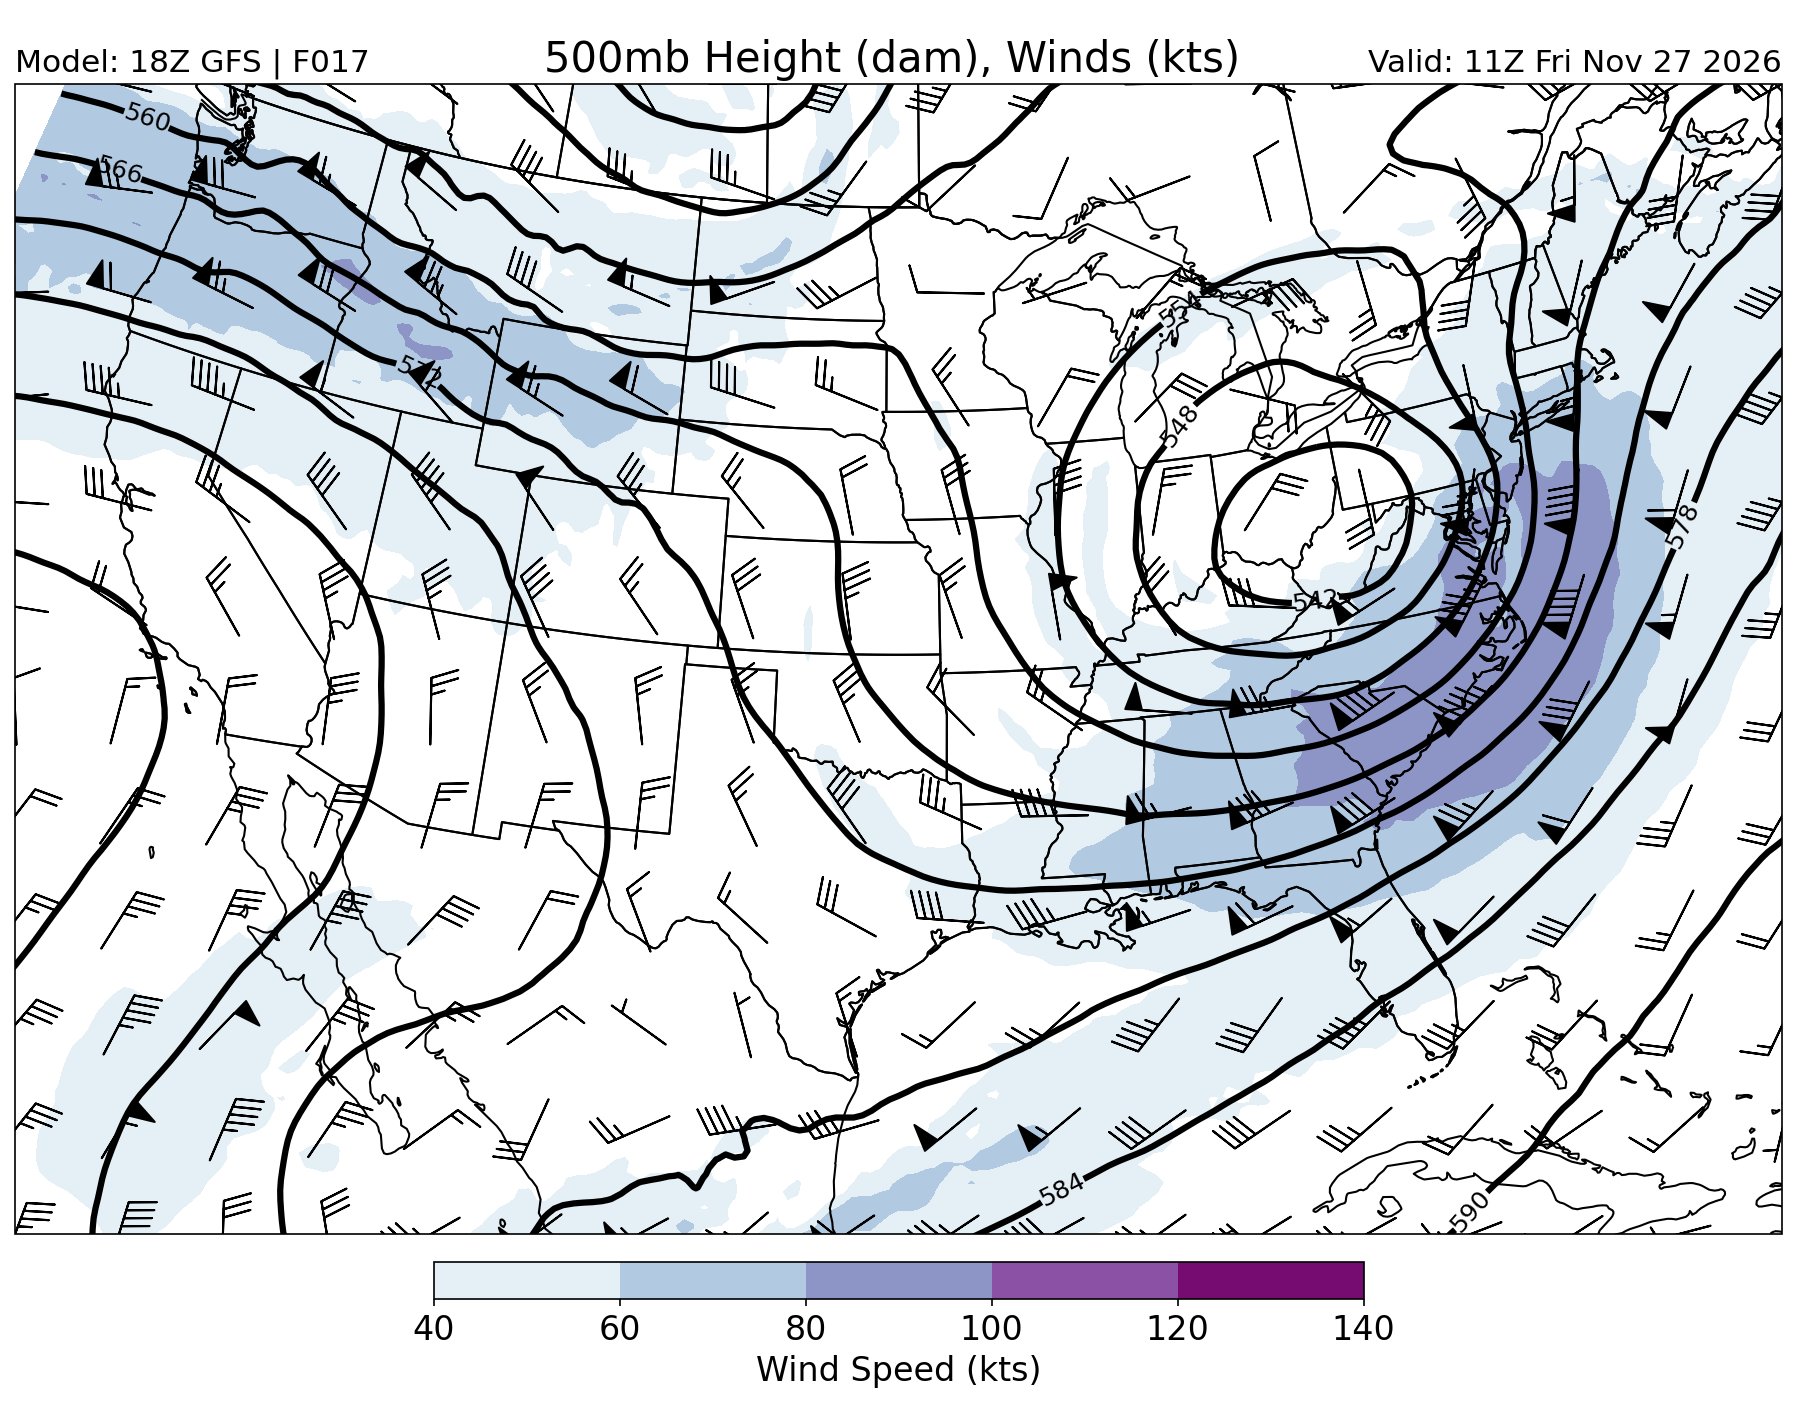 Model: 18Z GFS | F017
500mb Height (dam), Winds (kts)
Valid: 11Z Fri Nov 27 2026
560
566
572
554
548
542
578
584
590
40 60 80 100 120 140
Wind Speed (kts)